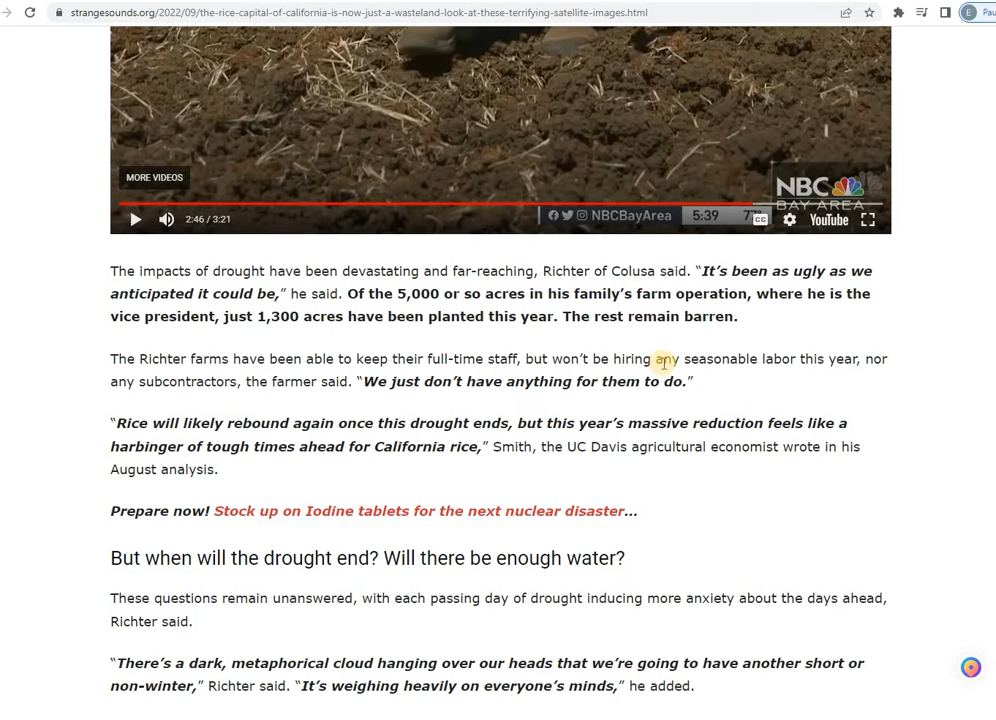 strangesounds.org/2022/09/the-rice-capital-of-california-is-now-just-a-wasteland-look-at-these-terrifying-satellite-images.html
E
Pau
MORE VIDEOS
NBC
BAY AREA
2:46 / 3:21
NBCBayArea
5:39
77°
CC
YouTube
The impacts of drought have been devastating and far-reaching, Richter of Colusa said. “It’s been as ugly as we
anticipated it could be,” he said. Of the 5,000 or so acres in his family’s farm operation, where he is the
vice president, just 1,300 acres have been planted this year. The rest remain barren.
The Richter farms have been able to keep their full-time staff, but won’t be hiring any seasonable labor this year, nor
any subcontractors, the farmer said. “We just don’t have anything for them to do.”
“Rice will likely rebound again once this drought ends, but this year’s massive reduction feels like a
harbinger of tough times ahead for California rice,” Smith, the UC Davis agricultural economist wrote in his
August analysis.
Prepare now! Stock up on Iodine tablets for the next nuclear disaster…
But when will the drought end? Will there be enough water?
These questions remain unanswered, with each passing day of drought inducing more anxiety about the days ahead,
Richter said.
“There’s a dark, metaphorical cloud hanging over our heads that we’re going to have another short or
non-winter,” Richter said. “It’s weighing heavily on everyone’s minds,” he added.